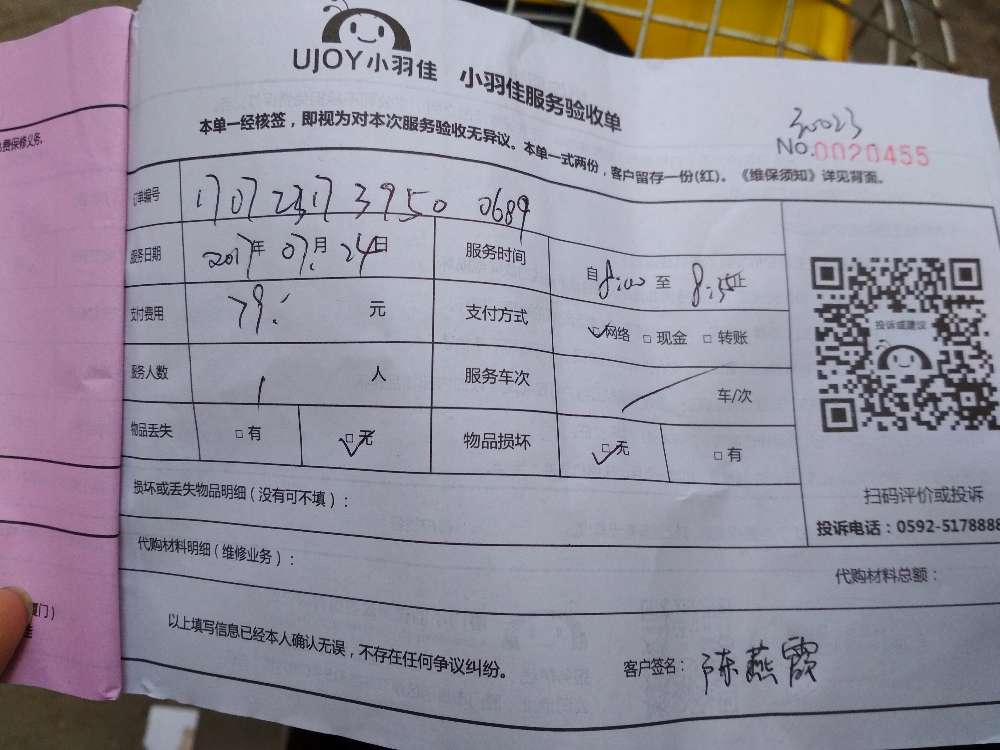 UJOY小羽佳 小羽佳服务验收单
30023
No.0020455
本单一经核签，即视为对本次服务验收无异议。本单一式两份，客户留存一份(红)。《维保须知》详见背面。
费保修义务.
订单编号 1707231739500689
服务日期 2017年 07月 24日 服务时间 自8:00至 8:35止
支付费用 79. 元 支付方式 ☑网络 □现金 □转账
服务人数 1 人 服务车次 / 车/次
物品丢失 □有 ☑无 物品损坏 ☑无 □有
投诉或建议
扫码评价或投诉
投诉电话：0592-5178888
损坏或丢失物品明细（没有可不填）：
代购材料明细（维修业务）：
代购材料总额：
以上填写信息已经本人确认无误，不存在任何争议纠纷。
客户签名：陈燕霞
厦门）
佳